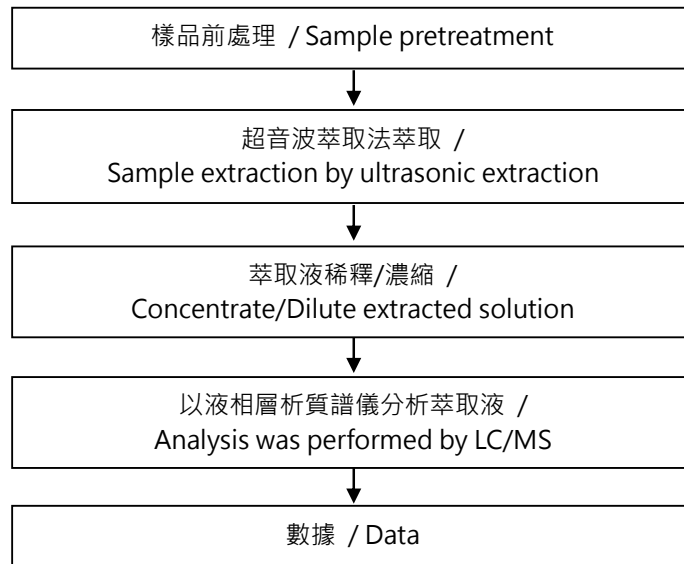 樣品前處理 / Sample pretreatment
超音波萃取法萃取 /
Sample extraction by ultrasonic extraction
萃取液稀釋/濃縮 /
Concentrate/Dilute extracted solution
以液相層析質譜儀分析萃取液 /
Analysis was performed by LC/MS
數據 / Data